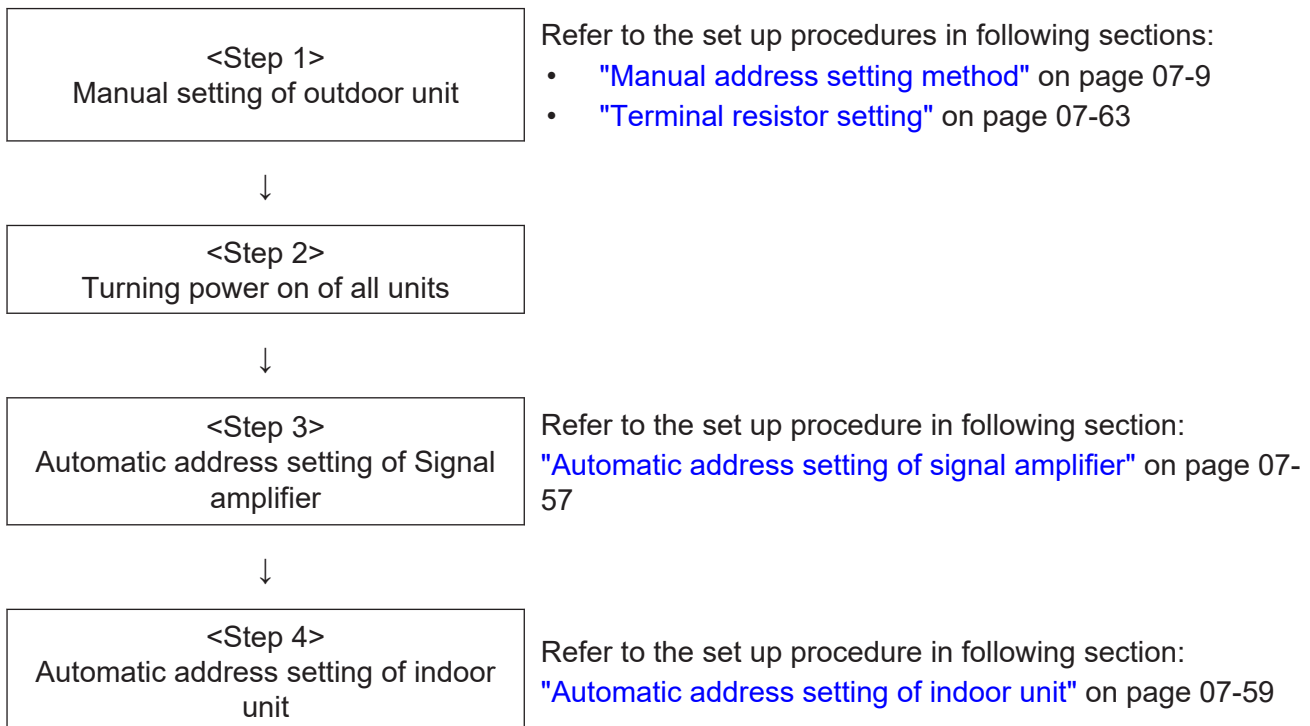 <Step 1>
Manual setting of outdoor unit
Refer to the set up procedures in following sections:
• "Manual address setting method" on page 07-9
• "Terminal resistor setting" on page 07-63
↓
<Step 2>
Turning power on of all units
↓
<Step 3>
Automatic address setting of Signal
amplifier
Refer to the set up procedure in following section:
"Automatic address setting of signal amplifier" on page 07-
57
↓
<Step 4>
Automatic address setting of indoor
unit
Refer to the set up procedure in following section:
"Automatic address setting of indoor unit" on page 07-59